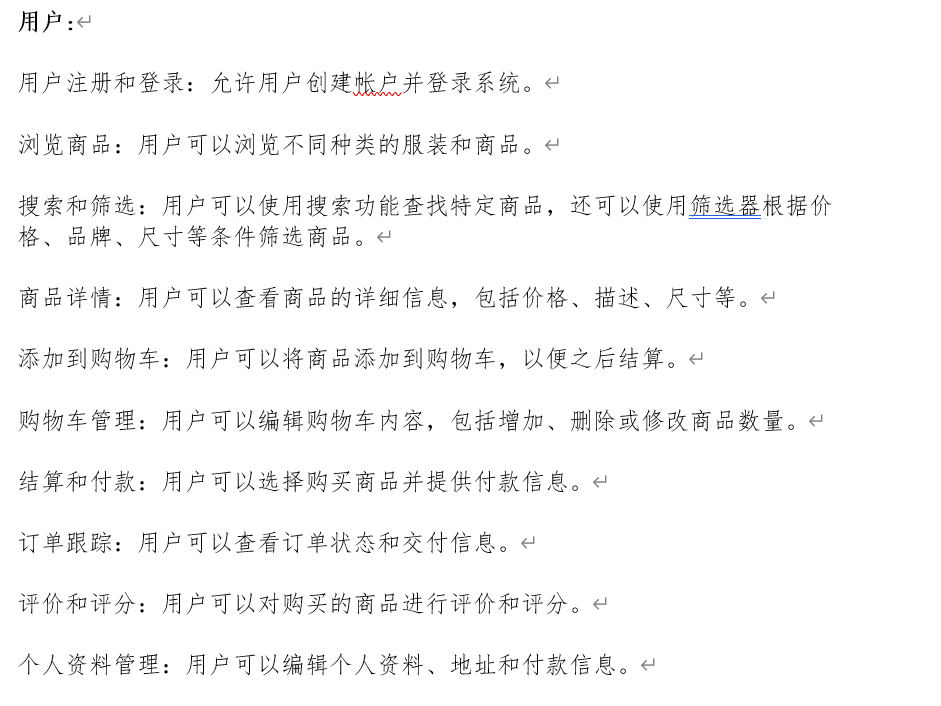 用户:
用户注册和登录：允许用户创建帐户并登录系统。
浏览商品：用户可以浏览不同种类的服装和商品。
搜索和筛选：用户可以使用搜索功能查找特定商品，还可以使用筛选器根据价
格、品牌、尺寸等条件筛选商品。
商品详情：用户可以查看商品的详细信息，包括价格、描述、尺寸等。
添加到购物车：用户可以将商品添加到购物车，以便之后结算。
购物车管理：用户可以编辑购物车内容，包括增加、删除或修改商品数量。
结算和付款：用户可以选择购买商品并提供付款信息。
订单跟踪：用户可以查看订单状态和交付信息。
评价和评分：用户可以对购买的商品进行评价和评分。
个人资料管理：用户可以编辑个人资料、地址和付款信息。